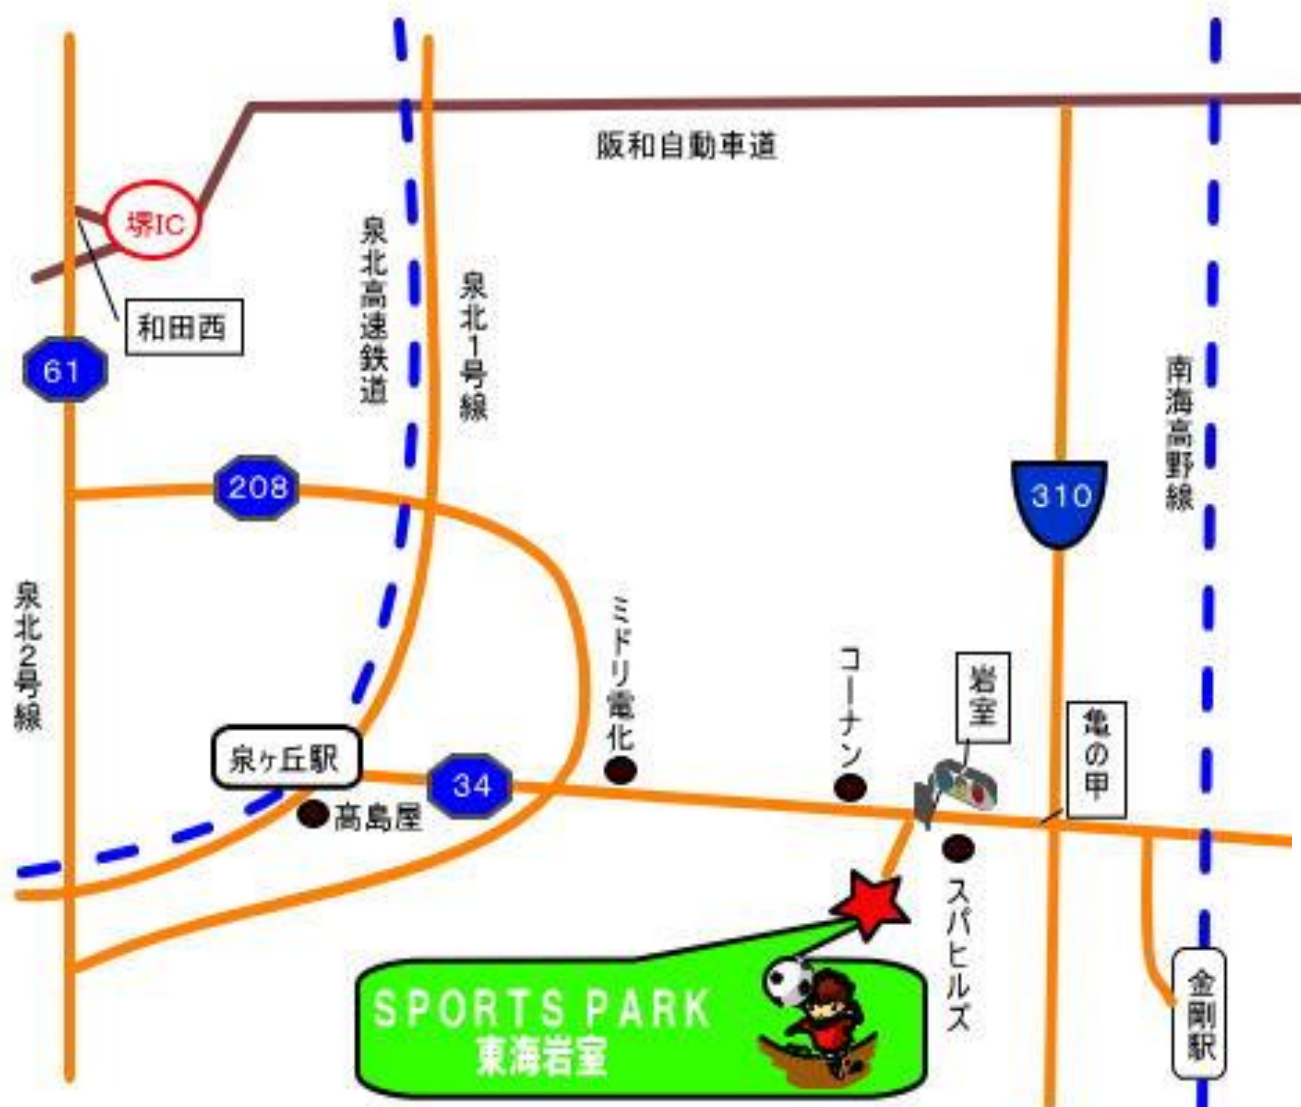 阪和自動車道
堺IC
和田西
61
泉北高速鉄道
泉北1号線
南海高野線
208
310
泉北2号線
ミドリ電化
コーナン
岩室
亀の甲
泉ヶ丘駅
34
高島屋
スパヒルズ
金剛駅
SPORTS PARK
東海岩室